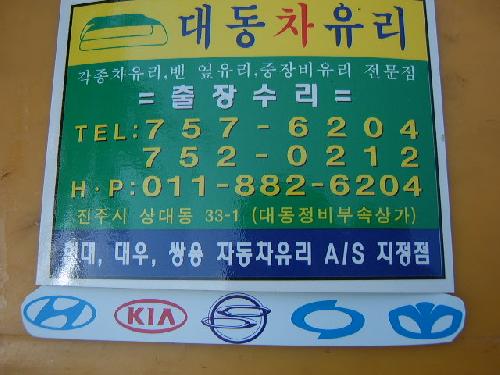 대동차유리
각종차유리,밴 옆유리,중장비유리 전문점
= 출장수리 =
TEL:757-6204
752-0212
H·P:011-882-6204
진주시 상대동 33-1 (대동정비부속상가)
현대, 대우, 쌍용 자동차유리 A/S 지정점
KIA